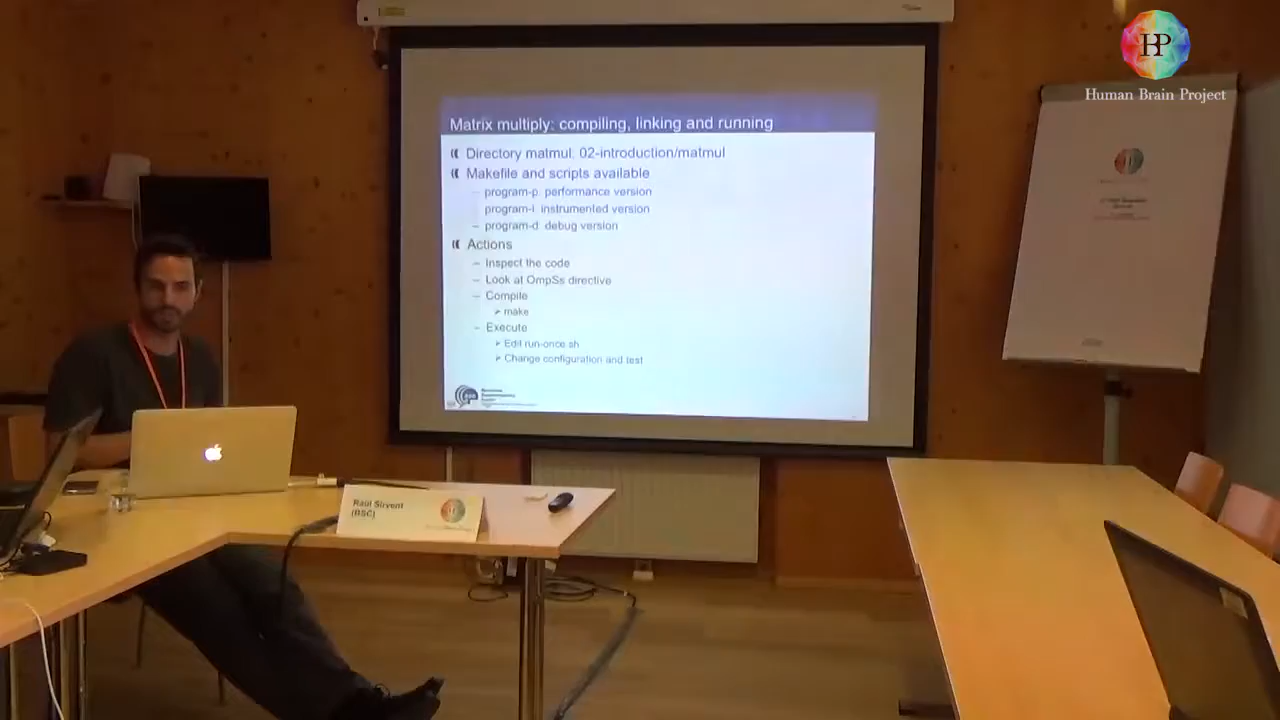 HP
Human Brain Project
Matrix multiply: compiling, linking and running
Directory matmul: 02-introduction/matmul
Makefile and scripts available
– program-p: performance version
program-i: instrumented version
– program-d: debug version
Actions
– Inspect the code
– Look at OmpSs directive
– Compile
➢ make
– Execute
➢ Edit run-once.sh
➢ Change configuration and test
Raül Sirvent
(BSC)